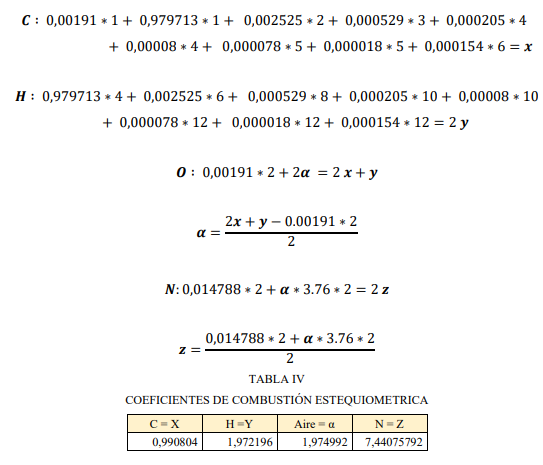 C : 0,00191 ∗ 1 + 0,979713 ∗ 1 + 0,002525 ∗ 2 + 0,000529 ∗ 3 + 0,000205 ∗ 4
+ 0,00008 ∗ 4 + 0,000078 ∗ 5 + 0,000018 ∗ 5 + 0,000154 ∗ 6 = x
H : 0,979713 ∗ 4 + 0,002525 ∗ 6 + 0,000529 ∗ 8 + 0,000205 ∗ 10 + 0,00008 ∗ 10
+ 0,000078 ∗ 12 + 0,000018 ∗ 12 + 0,000154 ∗ 12 = 2 y
O : 0,00191 ∗ 2 + 2α = 2 x + y
α = (2x + y − 0.00191 ∗ 2) / 2
N: 0,014788 ∗ 2 + α ∗ 3.76 ∗ 2 = 2 z
z = (0,014788 ∗ 2 + α ∗ 3.76 ∗ 2) / 2
TABLA IV
COEFICIENTES DE COMBUSTIÓN ESTEQUIOMETRICA
C = X H =Y Aire = α N = Z
0,990804 1,972196 1,974992 7,44075792